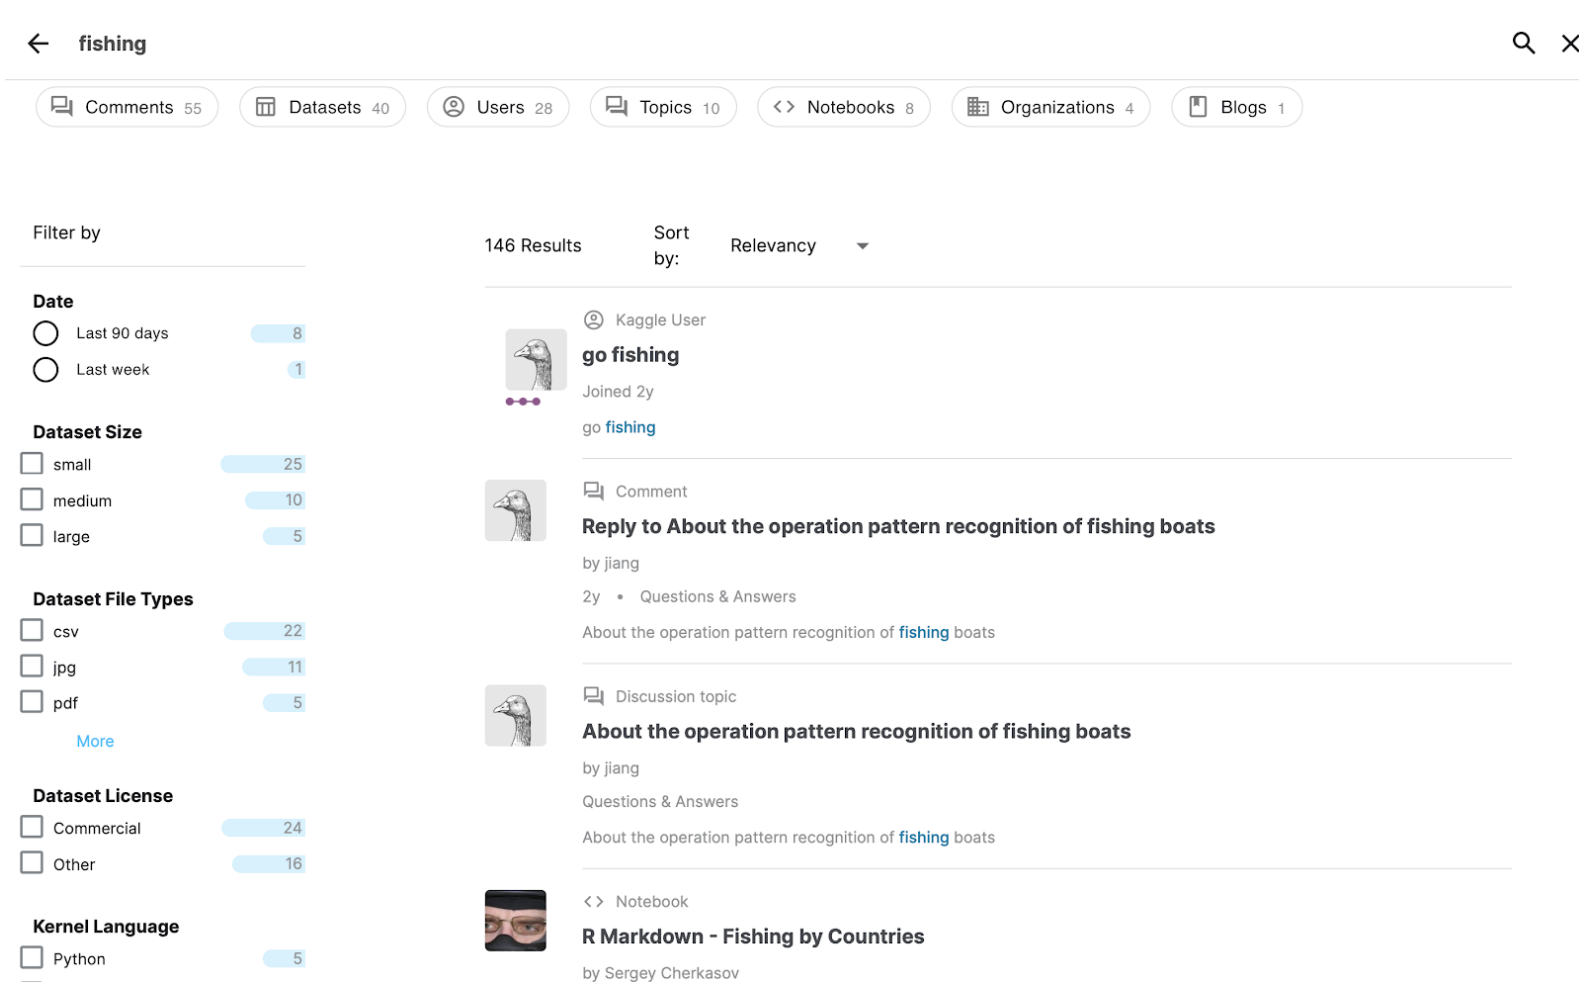 fishing
Comments 55 Datasets 40 Users 28 Topics 10 Notebooks 8 Organizations 4 Blogs 1
Filter by
Date
Last 90 days 8
Last week 1
Dataset Size
small 25
medium 10
large 5
Dataset File Types
csv 22
jpg 11
pdf 5
More
Dataset License
Commercial 24
Other 16
Kernel Language
Python 5
146 Results
Sort
by:
Relevancy
Kaggle User
go fishing
Joined 2y
go fishing
Comment
Reply to About the operation pattern recognition of fishing boats
by jiang
2y • Questions & Answers
About the operation pattern recognition of fishing boats
Discussion topic
About the operation pattern recognition of fishing boats
by jiang
Questions & Answers
About the operation pattern recognition of fishing boats
Notebook
R Markdown - Fishing by Countries
by Sergey Cherkasov